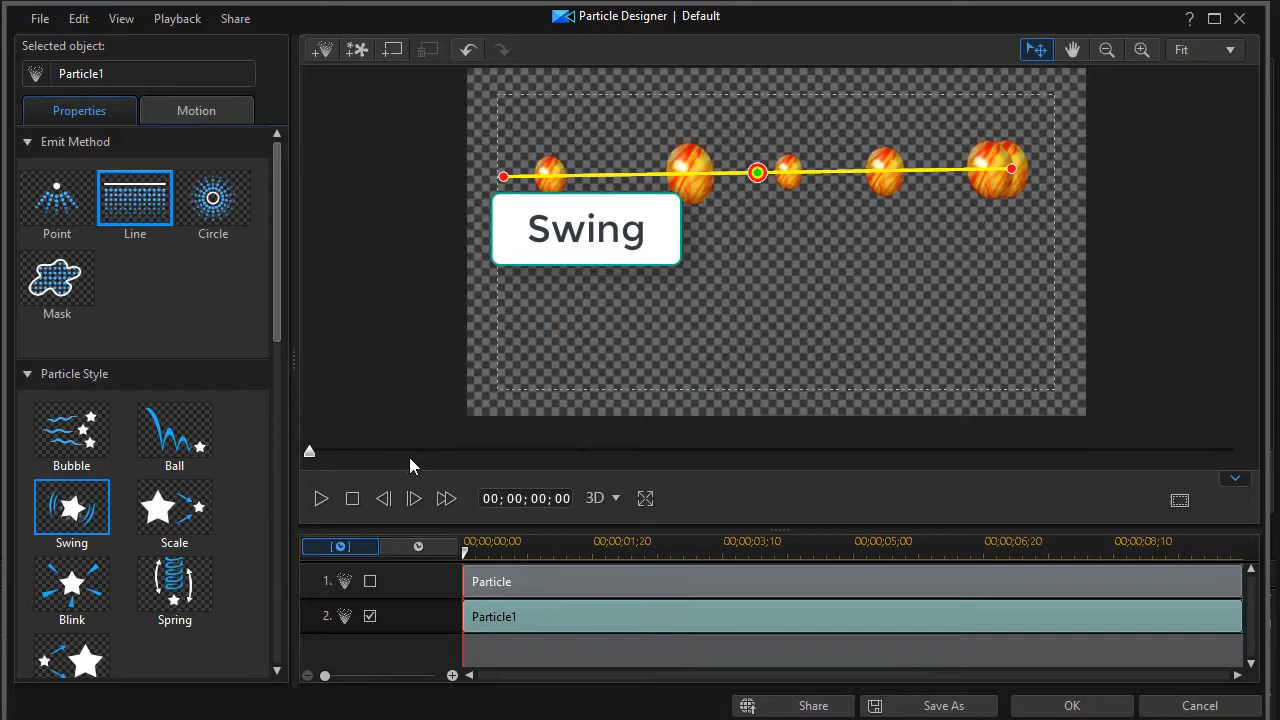 File Edit View Playback Share
Particle Designer | Default
?
Selected object:
Particle1
Fit
Properties Motion
Emit Method
Point Line Circle
Mask
Swing
Particle Style
Bubble Ball
Swing Scale
Blink Spring
00; 00; 00; 00 3D
00;00;00;00 00;00;01;20 00;00;03;10 00;00;05;00 00;00;06;20 00;00;08;10
1. Particle
2. Particle1
Share Save As OK Cancel